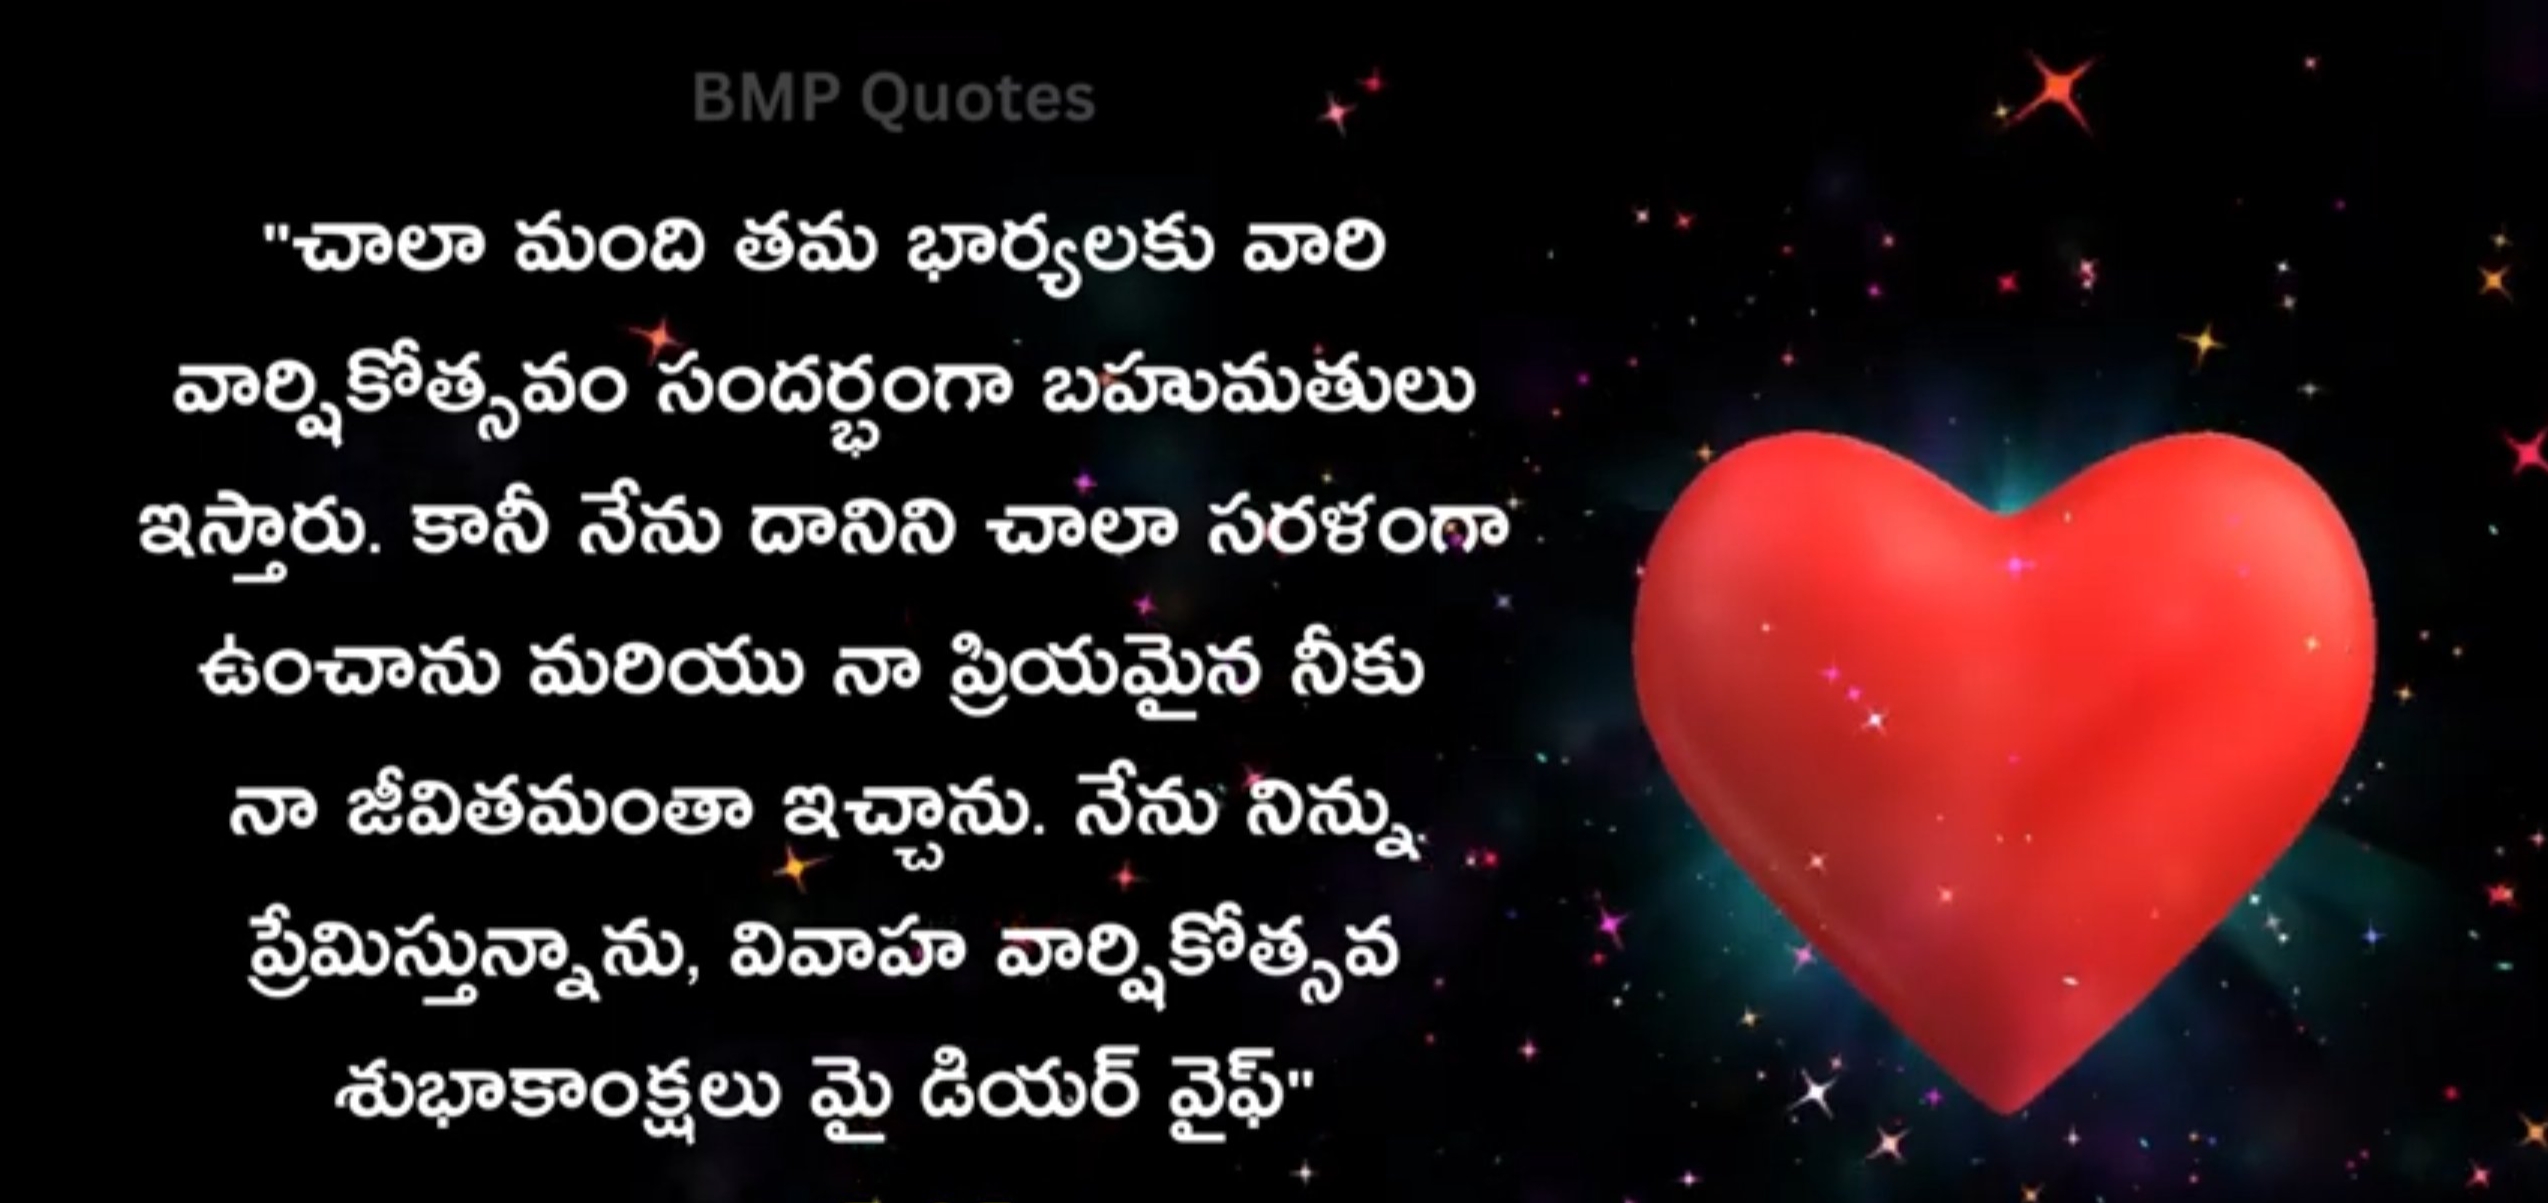 BMP Quotes
"చాలా మంది తమ భార్యలకు వారి
వార్షికోత్సవం సందర్భంగా బహుమతులు
ఇస్తారు. కానీ నేను దానిని చాలా సరళంగా
ఉంచాను మరియు నా ప్రియమైన నీకు
నా జీవితమంతా ఇచ్చాను. నేను నిన్ను
ప్రేమిస్తున్నాను, వివాహ వార్షికోత్సవ
శుభాకాంక్షలు మై డియర్ వైఫ్"